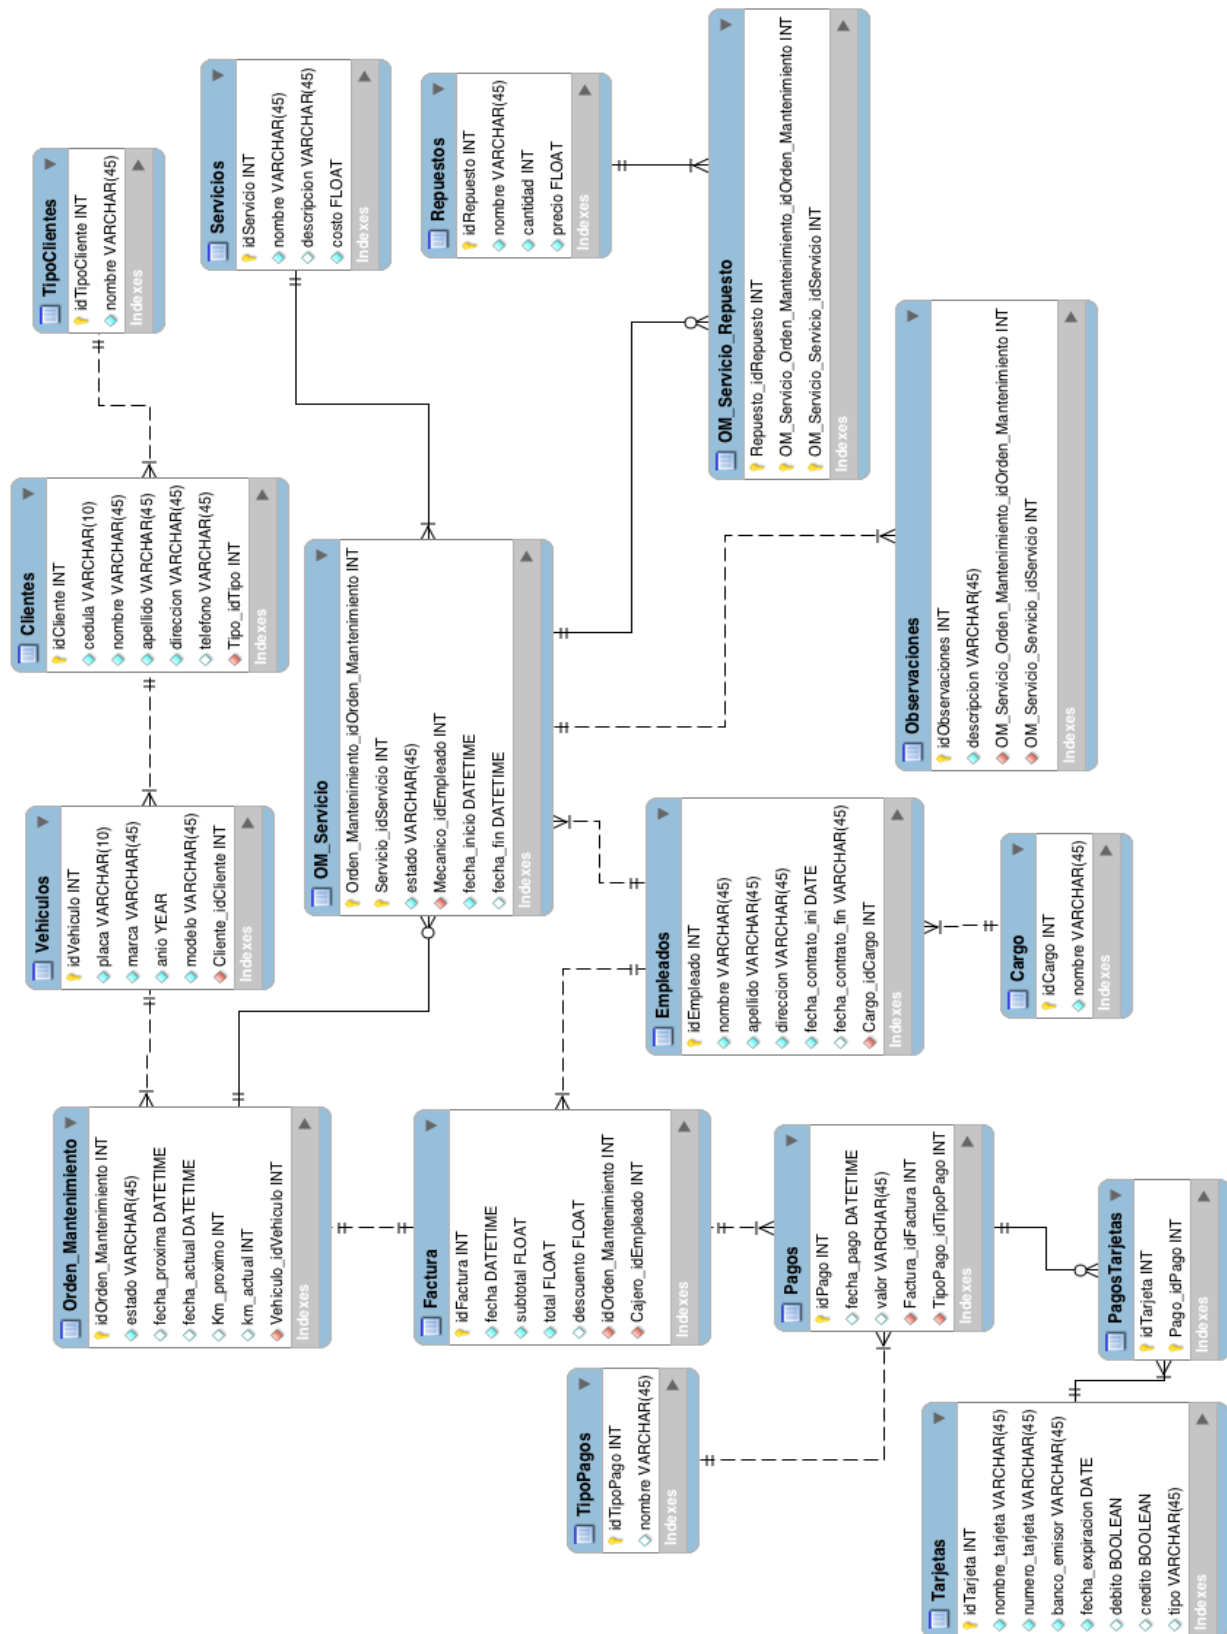 Orden_Mantenimiento
idOrden_Mantenimiento INT
estado VARCHAR(45)
fecha_proxima DATETIME
fecha_actual DATETIME
Km_proximo INT
km_actual INT
Vehiculo_idVehiculo INT
Indexes
Vehiculos
idVehiculo INT
placa VARCHAR(10)
marca VARCHAR(45)
anio YEAR
modelo VARCHAR(45)
Cliente_idCliente INT
Indexes
Clientes
idCliente INT
cedula VARCHAR(10)
nombre VARCHAR(45)
apellido VARCHAR(45)
direccion VARCHAR(45)
telefono VARCHAR(45)
Tipo_idTipo INT
Indexes
TipoClientes
idTipoCliente INT
nombre VARCHAR(45)
Indexes
Servicios
idServicio INT
nombre VARCHAR(45)
descripcion VARCHAR(45)
costo FLOAT
Indexes
OM_Servicio
Orden_Mantenimiento_idOrden_Mantenimiento INT
Servicio_idServicio INT
estado VARCHAR(45)
Mecanico_idEmpleado INT
fecha_inicio DATETIME
fecha_fin DATETIME
Indexes
Repuestos
idRepuesto INT
nombre VARCHAR(45)
cantidad INT
precio FLOAT
Indexes
Factura
idFactura INT
fecha DATETIME
subtotal FLOAT
total FLOAT
descuento FLOAT
idOrden_Mantenimiento INT
Cajero_idEmpleado INT
Indexes
Empleados
idEmpleado INT
nombre VARCHAR(45)
apellido VARCHAR(45)
direccion VARCHAR(45)
fecha_contrato_ini DATE
fecha_contrato_fin VARCHAR(45)
Cargo_idCargo INT
Indexes
OM_Servicio_Repuesto
Repuesto_idRepuesto INT
OM_Servicio_Orden_Mantenimiento_idOrden_Mantenimiento INT
OM_Servicio_Servicio_idServicio INT
Indexes
TipoPagos
idTipoPago INT
nombre VARCHAR(45)
Indexes
Pagos
idPago INT
fecha_pago DATETIME
valor VARCHAR(45)
Factura_idFactura INT
TipoPago_idTipoPago INT
Indexes
Observaciones
idObservaciones INT
descripcion VARCHAR(45)
OM_Servicio_Orden_Mantenimiento_idOrden_Mantenimiento INT
OM_Servicio_Servicio_idServicio INT
Indexes
Cargo
idCargo INT
nombre VARCHAR(45)
Indexes
Tarjetas
idTarjeta INT
nombre_tarjeta VARCHAR(45)
numero_tarjeta VARCHAR(45)
banco_emisor VARCHAR(45)
fecha_expiracion DATE
debito BOOLEAN
credito BOOLEAN
tipo VARCHAR(45)
Indexes
PagosTarjetas
idTarjeta INT
Pago_idPago INT
Indexes